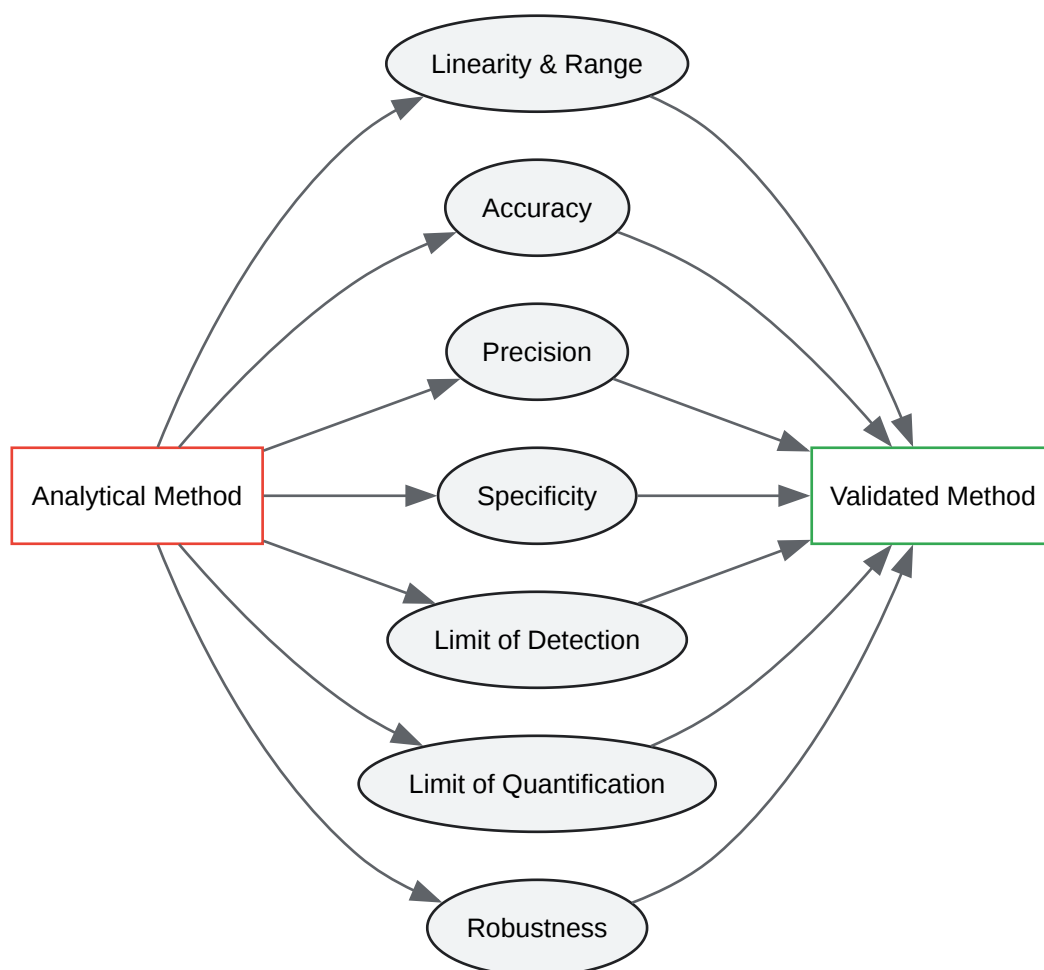 Linearity & Range
Accuracy
Precision
Analytical Method
Specificity
Validated Method
Limit of Detection
Limit of Quantification
Robustness